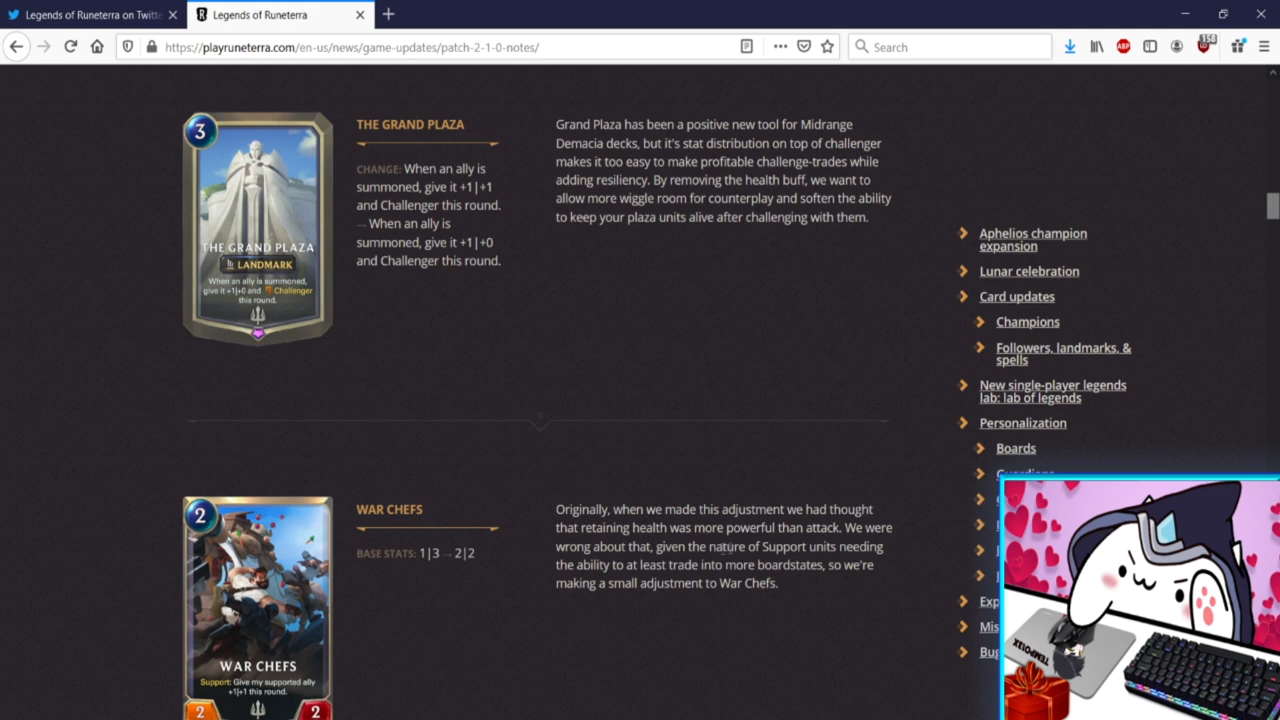 Legends of Runeterra on Twitte
Legends of Runeterra
https://playruneterra.com/en-us/news/game-updates/patch-2-1-0-notes/
Search
ABP
158
3
THE GRAND PLAZA
LANDMARK
When an ally is summoned,
give it +1|+0 and Challenger
this round.
THE GRAND PLAZA
CHANGE: When an ally is
summoned, give it +1|+1
and Challenger this round.
→ When an ally is
summoned, give it +1|+0
and Challenger this round.
Grand Plaza has been a positive new tool for Midrange
Demacia decks, but it's stat distribution on top of challenger
makes it too easy to make profitable challenge-trades while
adding resiliency. By removing the health buff, we want to
allow more wiggle room for counterplay and soften the ability
to keep your plaza units alive after challenging with them.
2
WAR CHEFS
Support: Give my supported ally
+1|+1 this round.
2
2
WAR CHEFS
BASE STATS: 1|3 → 2|2
Originally, when we made this adjustment we had thought
that retaining health was more powerful than attack. We were
wrong about that, given the nature of Support units needing
the ability to at least trade into more boardstates, so we're
making a small adjustment to War Chefs.
Aphelios champion
expansion
Lunar celebration
Card updates
Champions
Followers, landmarks, &
spells
New single-player legends
lab: lab of legends
Personalization
Boards
Guardians
Exp
Mis
Bug
TEMPO13X